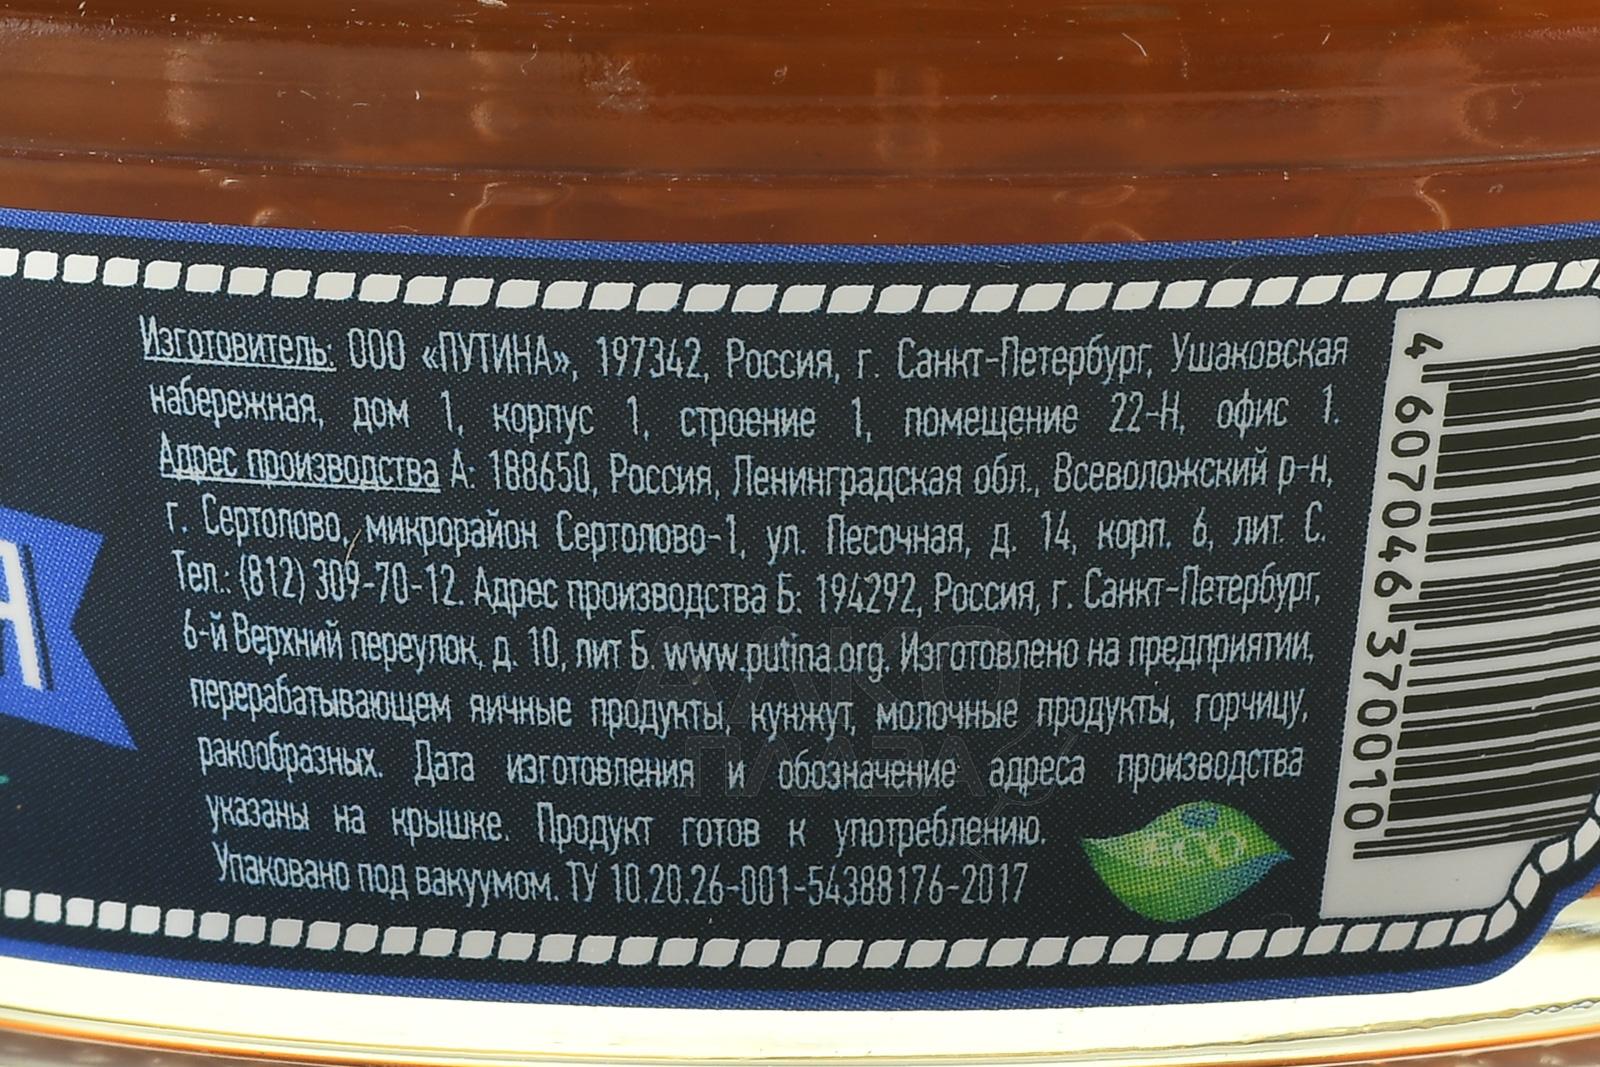 Изготовитель: ООО «ПУТИНА», 197342, Россия, г. Санкт-Петербург, Ушаковская
набережная, дом 1, корпус 1, строение 1, помещение 22-Н, офис 1.
Адрес производства А: 188650, Россия, Ленинградская обл., Всеволожский р-н,
г. Сертолово, микрорайон Сертолово-1, ул. Песочная, д. 14, корп. 6, лит. С.
Тел.: (812) 309-70-12. Адрес производства Б: 194292, Россия, г. Санкт-Петербург,
6-й Верхний переулок, д. 10, лит Б. www.putina.org. Изготовлено на предприятии,
перерабатывающем яичные продукты, кунжут, молочные продукты, горчицу,
ракообразных. Дата изготовления и обозначение адреса производства
указаны на крышке. Продукт готов к употреблению.
Упаковано под вакуумом. ТУ 10.20.26-001-54388176-2017
eco
4 607046 370010
АЛКО
ПЛАЗА